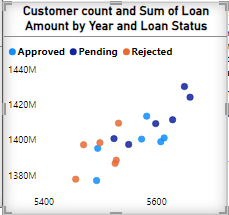 Customer count and Sum of Loan
Amount by Year and Loan Status
Approved Pending Rejected
1440M
1420M
1400M
1380M
5400 5600